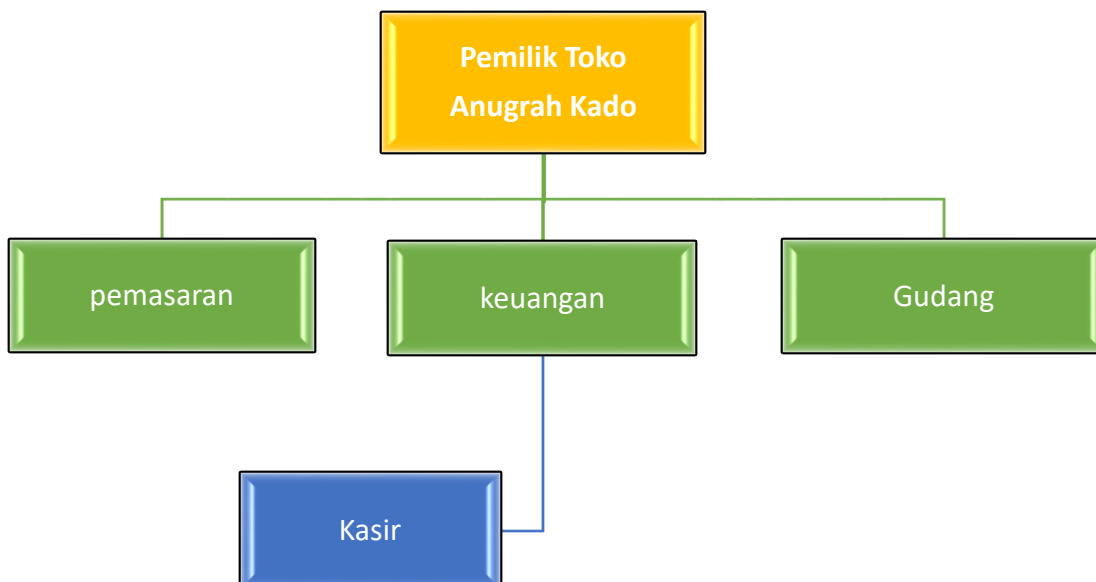 Pemilik Toko
Anugrah Kado
pemasaran
keuangan
Gudang
Kasir